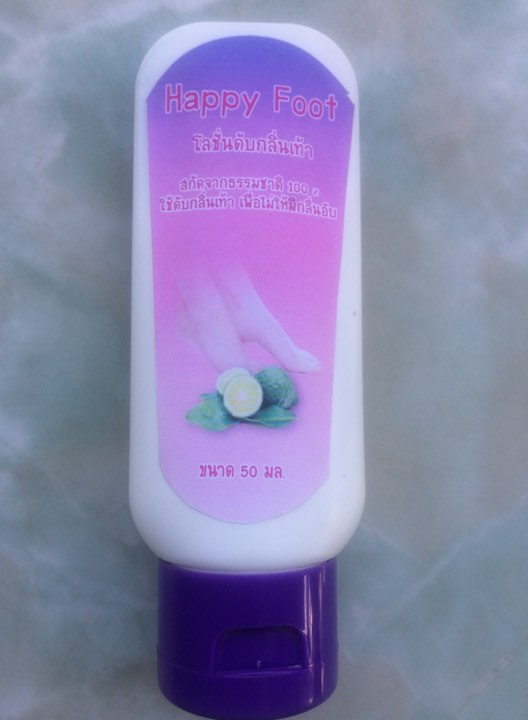 Happy Foot
โลชั่นดับกลิ่นเท้า
สกัดจากธรรมชาติ 100 %
ใช้ดับกลิ่นเท้า เพื่อไม่ให้มีกลิ่นอับ
ขนาด 50 มล.